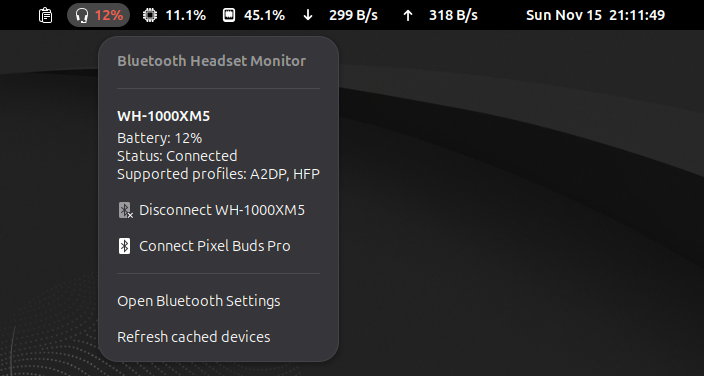 12% 11.1% 45.1% ↓ 299 B/s ↑ 318 B/s Sun Nov 15 21:11:49
Bluetooth Headset Monitor
WH-1000XM5
Battery: 12%
Status: Connected
Supported profiles: A2DP, HFP
Disconnect WH-1000XM5
Connect Pixel Buds Pro
Open Bluetooth Settings
Refresh cached devices